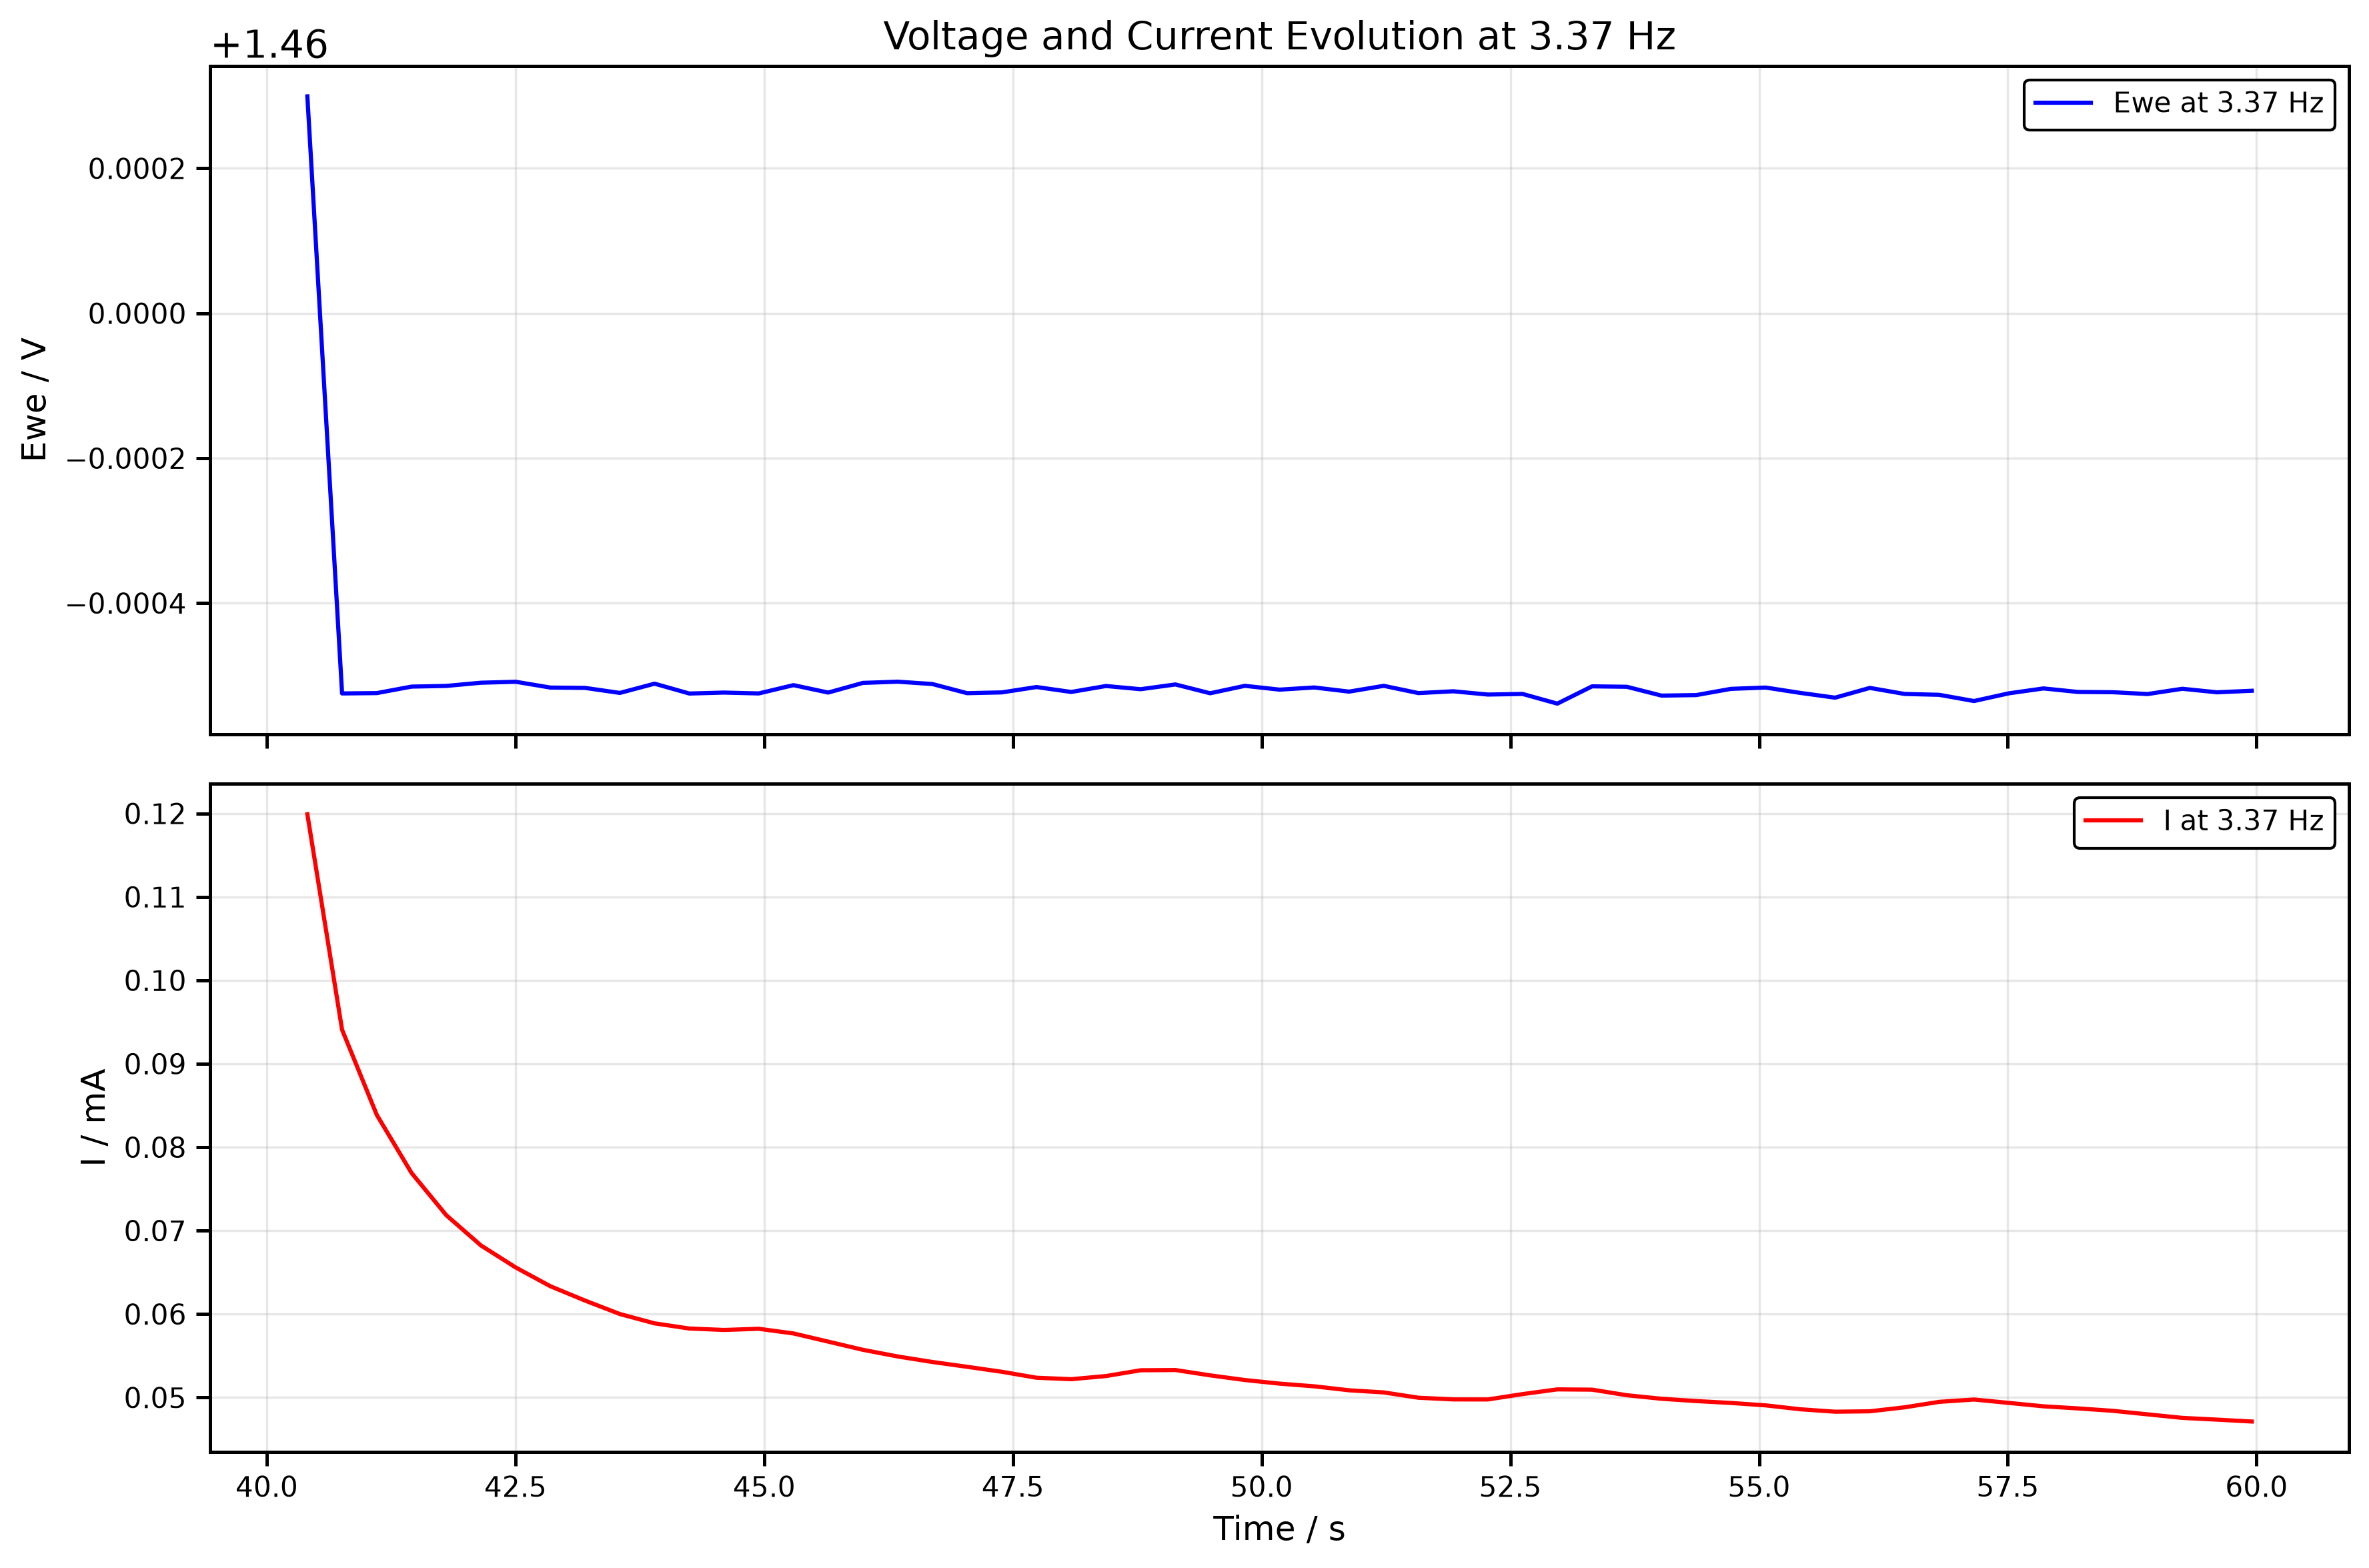 Voltage and Current Evolution at 3.37 Hz
+1.46
Ewe at 3.37 Hz
0.0002
0.0000
−0.0002
−0.0004
Ewe / V
I at 3.37 Hz
0.12
0.11
0.10
0.09
0.08
0.07
0.06
0.05
I / mA
40.0 42.5 45.0 47.5 50.0 52.5 55.0 57.5 60.0
Time / s